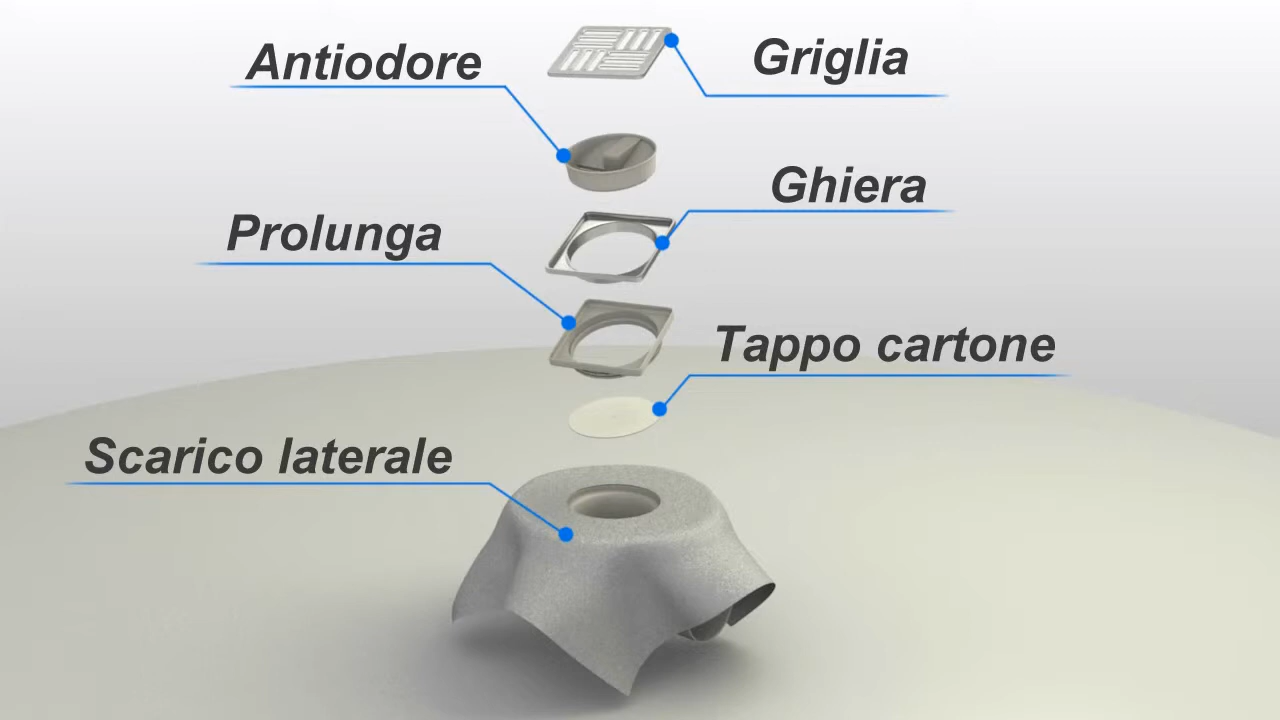 Antiodore
Griglia
Ghiera
Prolunga
Tappo cartone
Scarico laterale